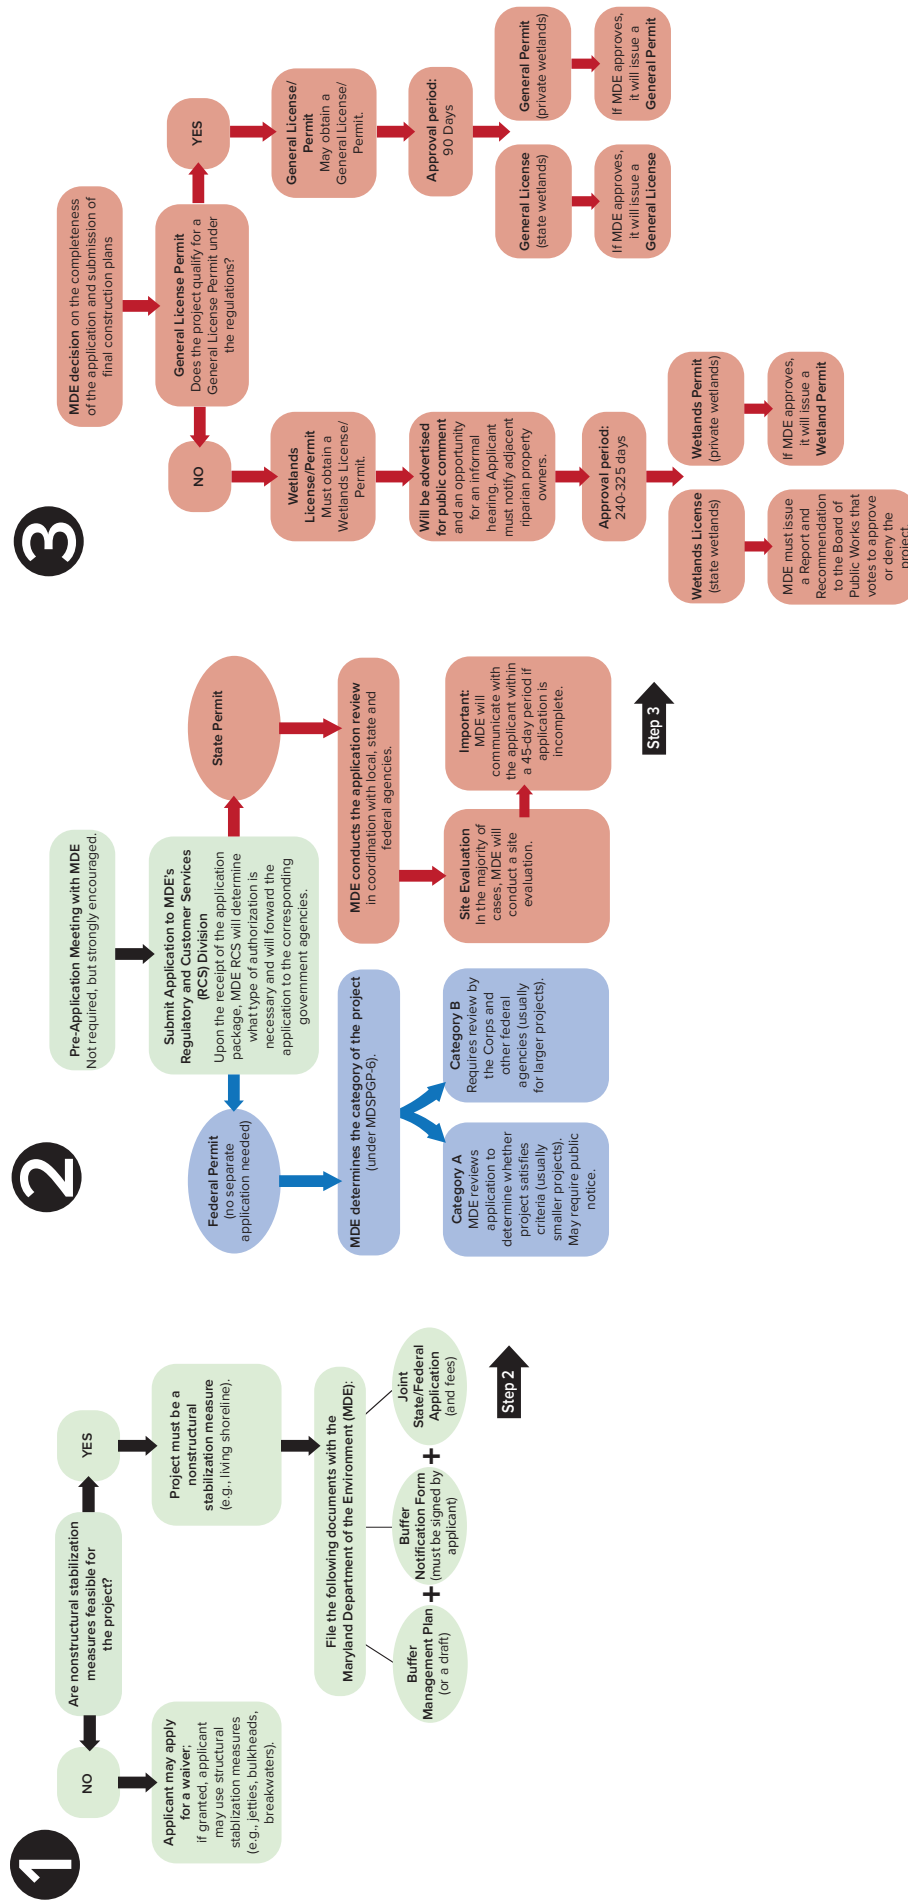 1
Are nonstructural stabilization
measures feasible for
the project?
NO
YES
Applicant may apply
for a waiver;
if granted, applicant
may use structural
stablization measures
(e.g., jetties, bulkheads,
breakwaters).
Project must be a
nonstructural
stabilization measure
(e.g., living shoreline).
File the following documents with the
Maryland Department of the Environment (MDE):
Buffer
Management Plan
(or a draft)
+
Buffer
Notification Form
(must be signed by
applicant)
+
Joint
State/Federal
Application
(and fees)
Step 2
2
Pre-Application Meeting with MDE
Not required, but strongly encouraged.
Submit Application to MDE's
Regulatory and Customer Services
(RCS) Division
Upon the receipt of the application
package, MDE RCS will determine
what type of authorization is
necessary and will forward the
application to the corresponding
government agencies.
Federal Permit
(no separate
application needed)
State Permit
MDE determines the category of the project
(under MDSPGP-6).
Category A
MDE reviews
application to
determine whether
project satisfies
criteria (usually
smaller projects).
May require public
notice.
Category B
Requires review by
the Corps and
other federal
agencies (usually
for larger projects).
MDE conducts the application review
in coordination with local, state and
federal agencies.
Site Evaluation
In the majority of
cases, MDE will
conduct a site
evaluation.
Important:
MDE will
communicate with
the applicant within
a 45-day period if
application is
incomplete.
Step 3
3
MDE decision on the completeness
of the application and submission of
final construction plans
General License Permit
Does the project qualify for a
General License Permit under
the regulations?
NO
YES
Wetlands
License/Permit
Must obtain a
Wetlands License/
Permit.
Will be advertised
for public comment
and an opportunity
for an informal
hearing. Applicant
must notify adjacent
riparian property
owners.
Approval period:
240-325 days
Wetlands License
(state wetlands)
MDE must issue
a Report and
Recommendation
to the Board of
Public Works that
votes to approve
or deny the
project.
Wetlands Permit
(private wetlands)
If MDE approves,
it will issue a
Wetland Permit
General License/
Permit
May obtain a
General License/
Permit.
Approval period:
90 Days
General License
(state wetlands)
If MDE approves,
it will issue a
General License
General Permit
(private wetlands)
If MDE approves,
it will issue a
General Permit